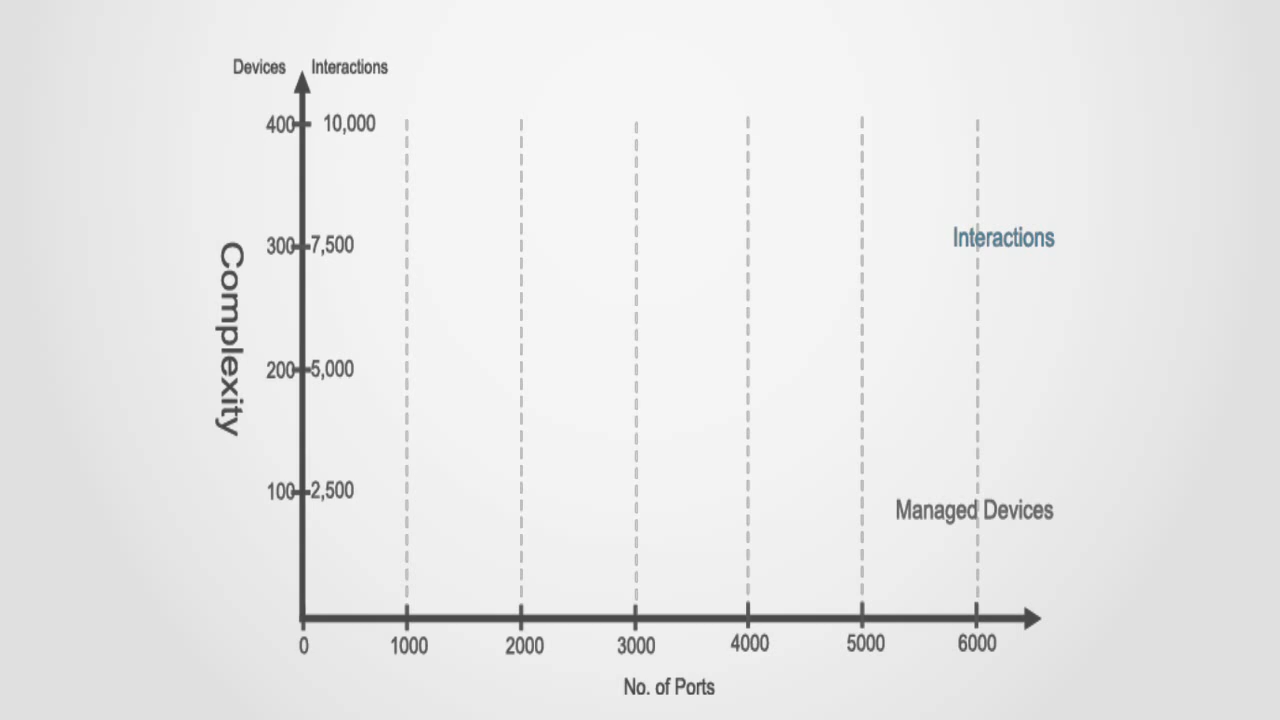 Devices Interactions
400 10,000
Interactions
300 7,500
Complexity
200 5,000
100 2,500
Managed Devices
0 1000 2000 3000 4000 5000 6000
No. of Ports